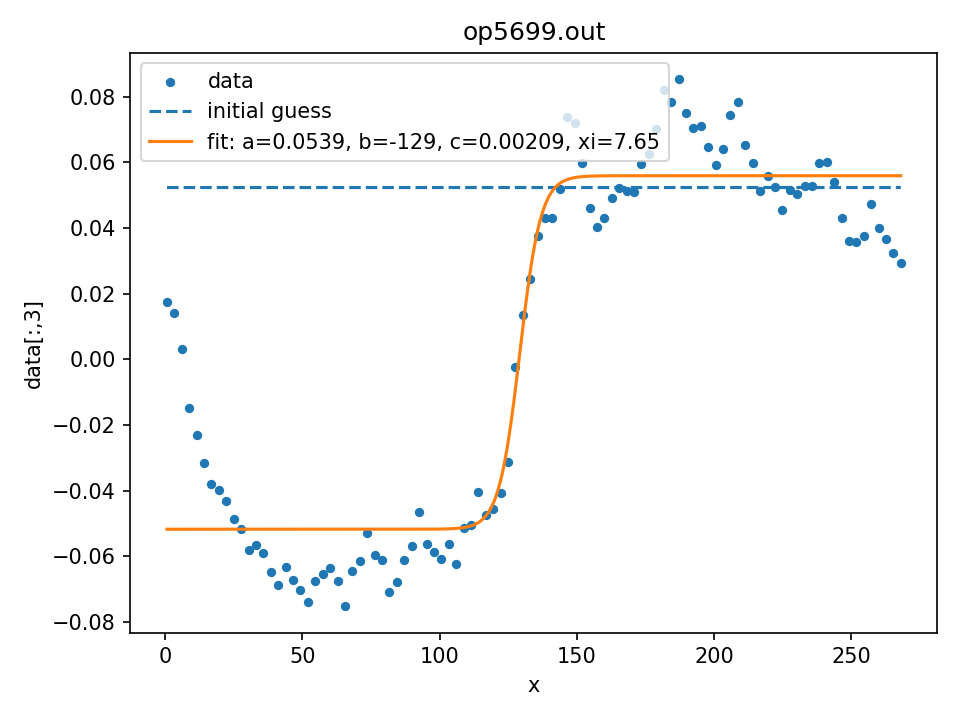 op5699.out
data
initial guess
fit: a=0.0539, b=-129, c=0.00209, xi=7.65
0.08
0.06
0.04
0.02
0.00
−0.02
−0.04
−0.06
−0.08
data[:,3]
0 50 100 150 200 250
x